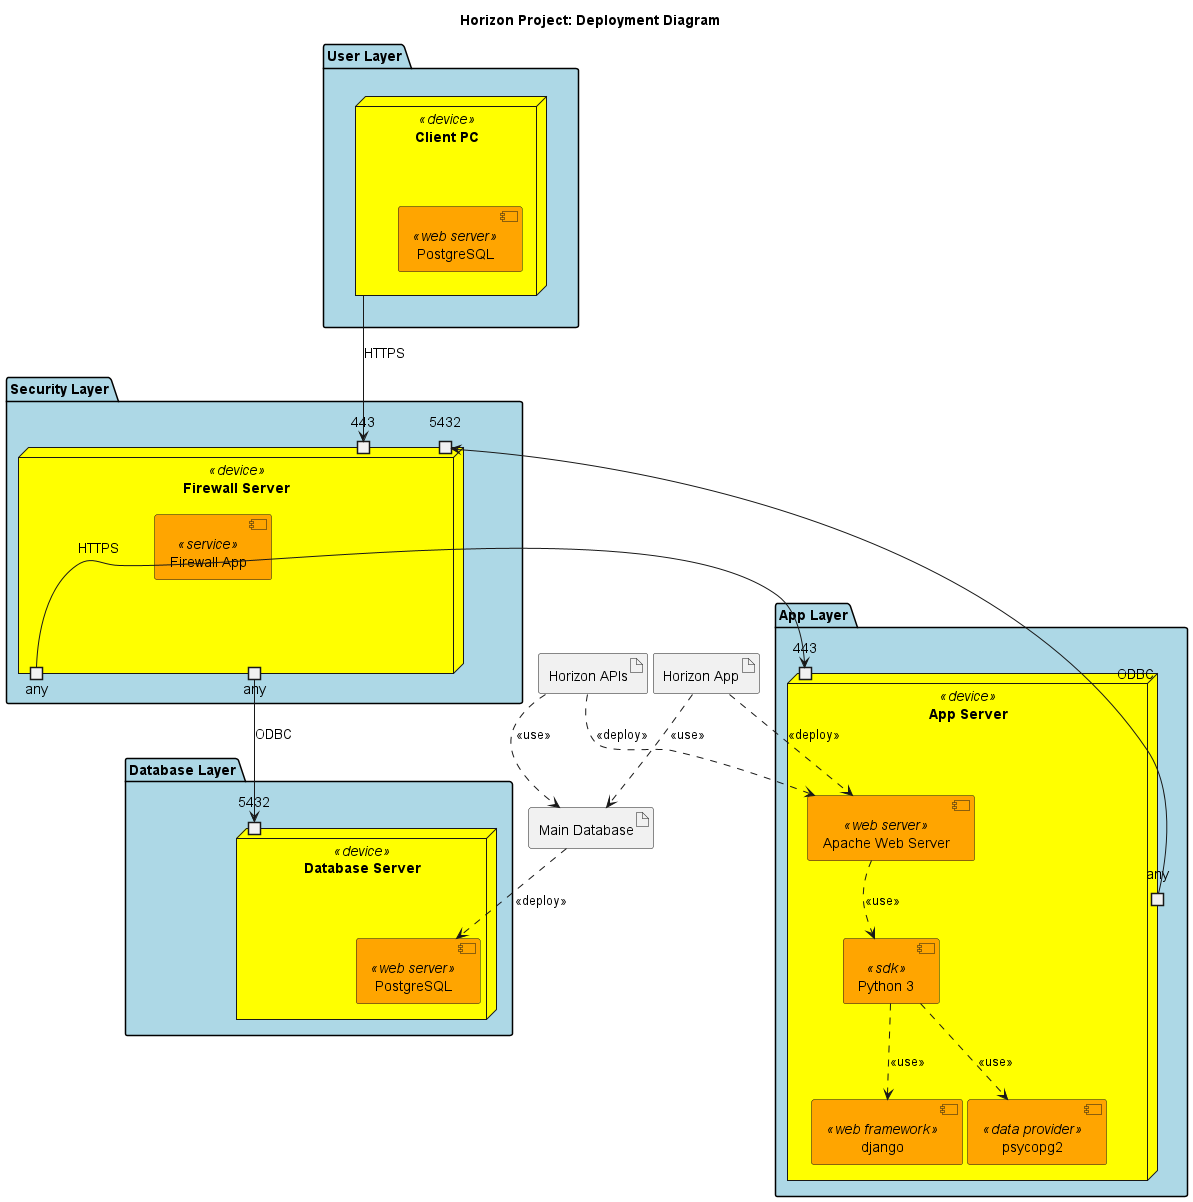 Horizon Project: Deployment Diagram
User Layer
«device»
Client PC
«web server»
PostgreSQL
HTTPS
Security Layer
443
5432
«device»
Firewall Server
«service»
Firewall App
HTTPS
any
any
ODBC
App Layer
443
ODBC
«device»
App Server
Horizon APIs
Horizon App
«use»
«deploy»
«use»
«deploy»
Database Layer
5432
«device»
Database Server
Main Database
«deploy»
«web server»
PostgreSQL
«web server»
Apache Web Server
any
«use»
«sdk»
Python 3
«use»
«use»
«web framework»
django
«data provider»
psycopg2